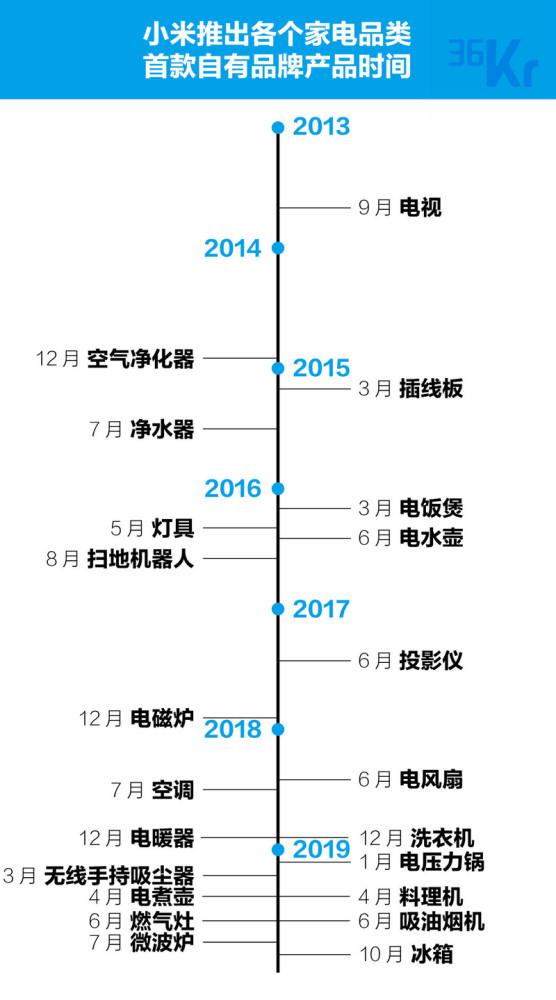 小米推出各个家电品类
首款自有品牌产品时间
36Kr
2013
9月 电视
2014
12月 空气净化器
2015
3月 插线板
7月 净水器
2016
3月 电饭煲
5月 灯具
6月 电水壶
8月 扫地机器人
2017
6月 投影仪
12月 电磁炉
2018
6月 电风扇
7月 空调
12月 电暖器
12月 洗衣机
2019
1月 电压力锅
3月 无线手持吸尘器
4月 电煮壶
4月 料理机
6月 燃气灶
6月 吸油烟机
7月 微波炉
10月 冰箱